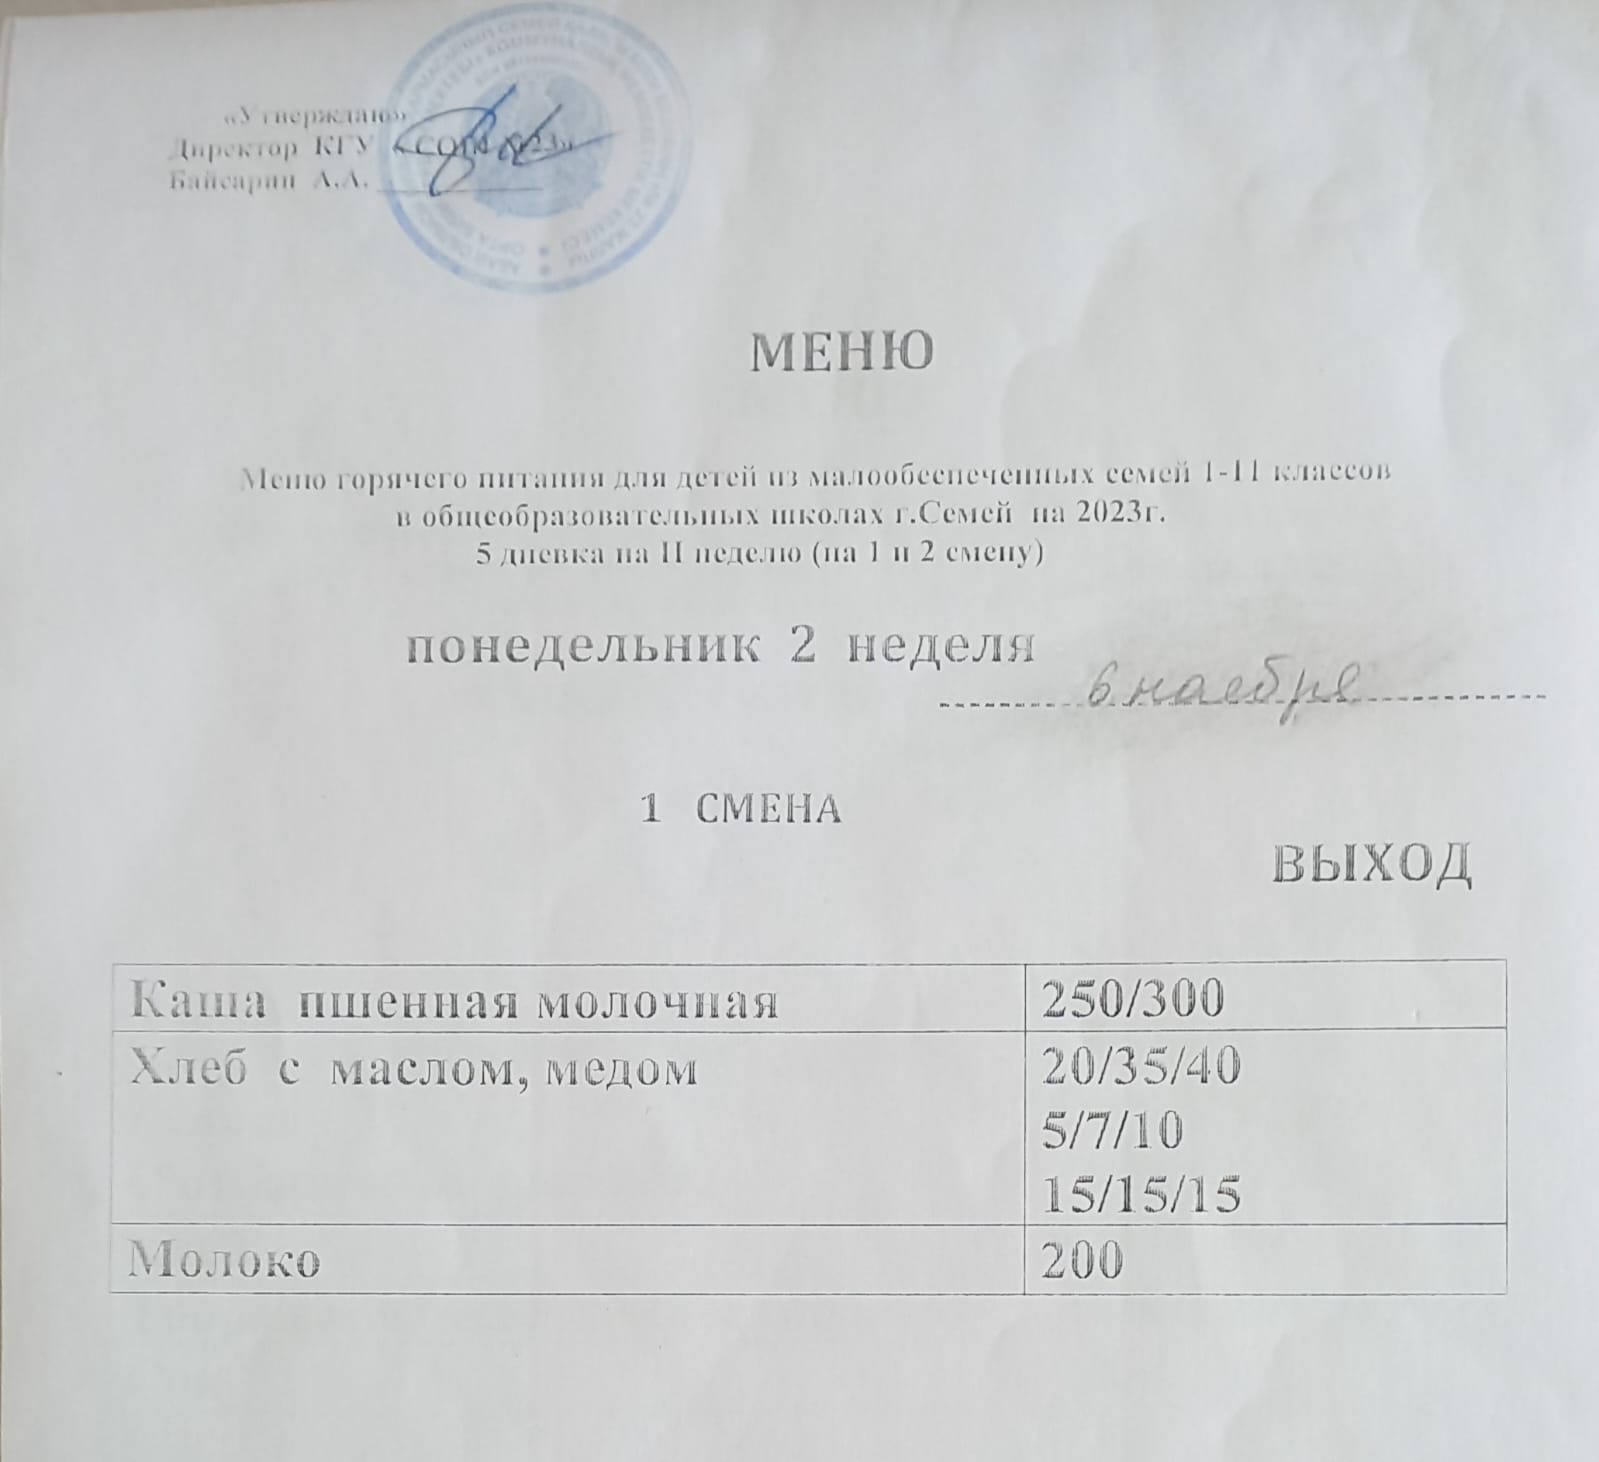 «Утверждаю»
Директор КГУ «СОШ №23»
Байсарин А.А.
МЕНЮ
Меню горячего питания для детей из малообеспеченных семей 1-11 классов
в общеобразовательных школах г.Семей на 2023г.
5 дневка на II неделю (на 1 и 2 смену)
понедельник 2 неделя
6 наебря
1 СМЕНА
ВЫХОД
Каша пшенная молочная 250/300
Хлеб с маслом, медом 20/35/40
5/7/10
15/15/15
Молоко 200